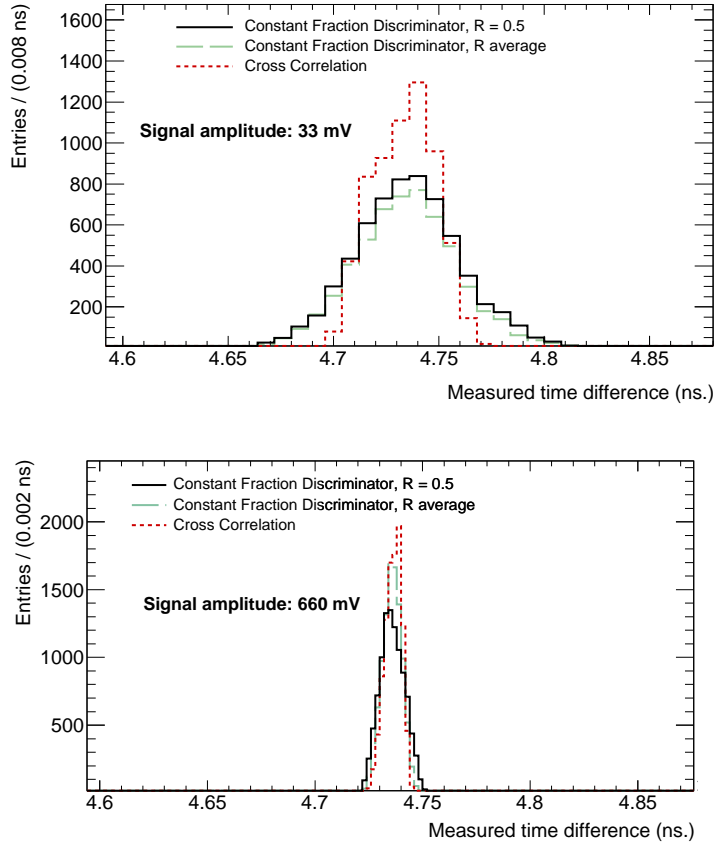 Entries / (0.008 ns)
1600
1400
1200
1000
800
600
400
200
Constant Fraction Discriminator, R = 0.5
Constant Fraction Discriminator, R average
Cross Correlation
Signal amplitude: 33 mV
4.6 4.65 4.7 4.75 4.8 4.85
Measured time difference (ns.)
Entries / (0.002 ns)
2000
1500
1000
500
Constant Fraction Discriminator, R = 0.5
Constant Fraction Discriminator, R average
Cross Correlation
Signal amplitude: 660 mV
4.6 4.65 4.7 4.75 4.8 4.85
Measured time difference (ns.)